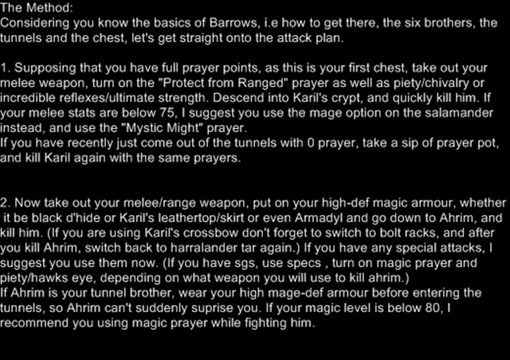 The Method:
Considering you know the basics of Barrows, i.e how to get there, the six brothers, the
tunnels and the chest, let's get straight onto the attack plan.
1. Supposing that you have full prayer points, as this is your first chest, take out your
melee weapon, turn on the "Protect from Ranged" prayer as well as piety/chivalry or
incredible reflexes/ultimate strength. Descend into Karil's crypt, and quickly kill him. If
your melee stats are below 75, I suggest you use the mage option on the salamander
instead, and use the "Mystic Might" prayer.
If you have recently just come out of the tunnels with 0 prayer, take a sip of prayer pot,
and kill Karil again with the same prayers.
2. Now take out your melee/range weapon, put on your high-def magic armour, whether
it be black d'hide or Karil's leathertop/skirt or even Armadyl and go down to Ahrim, and
kill him. (If you are using Karil's crossbow don't forget to switch to bolt racks, and after
you kill Ahrim, switch back to harralander tar again.) If you have any special attacks, I
suggest you use them now. (If you have sgs, use specs , turn on magic prayer and
piety/hawks eye, depending on what weapon you will use to kill ahrim.)
If Ahrim is your tunnel brother, wear your high mage-def armour before entering the
tunnels, so Ahrim can't suddenly suprise you. If your magic level is below 80, I
recommend you using magic prayer while fighting him.